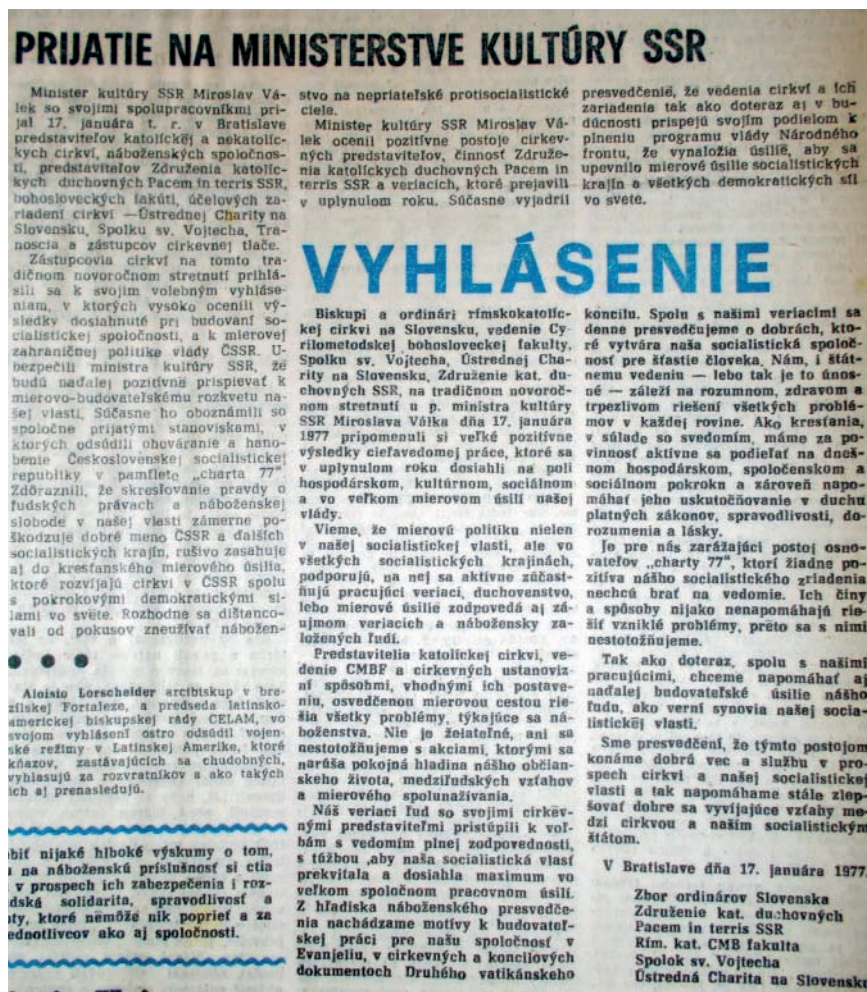 PRIJATIE NA MINISTERSTVE KULTÚRY SSR
Minister kultúry SSR Miroslav Vá-
lek so svojimi spolupracovníkmi pri-
jal 17. januára t. r. v Bratislave
predstaviteľov katolíckej a nekatolíc-
kych cirkví, náboženských spoločnos-
tí, predstaviteľov Združenia katolíc-
kych duchovných Pacem in terris SSR,
bohosloveckých fakúlt, účelových za-
riadení cirkví —Ústrednej Charity na
Slovensku, Spolku sv. Vojtecha, Tra-
noscia a zástupcov cirkevnej tlače.
Zástupcovia cirkví na tomto tra-
dičnom novoročnom stretnutí prihlá-
sili sa k svojim volebným vyhláse-
niam, v ktorých vysoko ocenili vý-
sledky dosiahnuté pri budovaní so-
cialistickej spoločnosti, a k mierovej
zahraničnej politike vlády ČSSR. U-
bezpečili ministra kultúry SSR, že
budú naďalej pozitívne prispievať k
mierovo-budovateľskému rozkvetu na-
šej vlasti. Súčasne ho oboznámili so
spoločne prijatými stanoviskami, v
ktorých odsúdili ohováranie a hano-
benie Československej socialistickej
republiky v pamflete „charta 77"
Zdôraznili, že skresľovanie pravdy o
ľudských právach a náboženskej
slobode v našej vlasti zámerne po-
škodzuje dobré meno ČSSR a ďalších
socialistických krajín, rušivo zasahuje
aj do kresťanského mierového úsilia,
ktoré rozvíjajú cirkvi v ČSSR spolu
s pokrokovými demokratickými si-
lami vo svete. Rozhodne sa dištanco-
vali od pokusov zneužívať nábožen-
stvo na nepriateľské protisocialistické
ciele.
Minister kultúry SSR Miroslav Vá-
lek ocenil pozitívne postoje cirkev-
ných predstaviteľov, činnosť Združe-
nia katolíckych duchovných Pacem in
terris SSR a veriacich, ktoré prejavili
v uplynulom roku. Súčasne vyjadril
presvedčenie, že vedenia cirkví a ich
zariadenia tak ako doteraz aj v bu-
dúcnosti prispejú svojím podielom k
plneniu programu vlády Národného
frontu, že vynaložia úsilie, aby sa
upevnilo mierové úsilie socialistických
krajín a všetkých demokratických síl
vo svete.
Aloisio Lorscheider arcibiskup v bra-
zílskej Fortaleze, a predseda latinsko-
americkej biskupskej rády CELAM, vo
svojom vyhlásení ostro odsúdil vojen-
ské režimy v Latinskej Amerike, ktoré
kňazov, zastávajúcich sa chudobných,
vyhlasujú za rozvratníkov a ako takých
ich aj prenasledujú.
obiť nijaké hlboké výskumy o tom,
u na náboženskú príslušnosť si ctia
v prospech ich zabezpečenia i roz-
dská solidarita, spravodlivosť a
ty, ktoré nemôže nik poprieť a za
ednotlivcov ako aj spoločnosti.
VYHLÁSENIE
Biskupi a ordinári rímskokatolíc-
kej cirkvi na Slovensku, vedenie Cy-
rilometodskej bohosloveckej fakulty,
Spolku sv. Vojtecha, Ústrednej Cha-
rity na Slovensku, Združenie kat. du-
chovných SSR, na tradičnom novoroč-
nom stretnutí u p. ministra kultúry
SSR Miroslava Válka dňa 17. januára
1977 pripomenuli si veľké pozitívne
výsledky cieľavedomej práce, ktoré sa
v uplynulom roku dosiahli na poli
hospodárskom, kultúrnom, sociálnom
a vo veľkom mierovom úsilí našej
vlády.
Vieme, že mierovú politiku nielen
v našej socialistickej vlasti, ale vo
všetkých socialistických krajinách,
podporujú, na nej sa aktívne zúčast-
ňujú pracujúci veriaci, duchovenstvo,
lebo mierové úsilie zodpovedá aj zá-
ujmom veriacich a nábožensky za-
ložených ľudí.
Predstavitelia katolíckej cirkvi, ve-
denie CMBF a cirkevných ustanovíz-
ní spôsobmi, vhodnými ich postave-
niu, osvedčenou mierovou cestou rie-
šia všetky problémy, týkajúce sa ná-
boženstva. Nie je želateľné, ani sa
nestotožňujeme s akciami, ktorými sa
narúša pokojná hladina nášho občian-
skeho života, medziľudských vzťahov
a mierového spolunažívania.
Náš veriaci ľud so svojimi cirkev-
nými predstaviteľmi pristúpili k voľ-
bám s vedomím plnej zodpovednosti,
s túžbou ‚aby naša socialistická vlasť
prekvitala a dosiahla maximum vo
veľkom spoločnom pracovnom úsilí.
Z hľadiska náboženského presvedče-
nia nachádzame motívy k budovateľ-
skej práci pre našu spoločnosť v
Evanjeliu, v cirkevných a koncilových
dokumentoch Druhého vatikánskeho
koncilu. Spolu s našimi veriacimi sa
denne presvedčujeme o dobrách, kto-
ré vytvára naša socialistická spoloč-
nosť pre šťastie človeka. Nám, i štát-
nemu vedeniu — lebo tak je to únos-
né — záleží na rozumnom, zdravom a
trpezlivom riešení všetkých problé-
mov v každej rovine. Ako kresťania,
v súlade so svedomím, máme za po-
vinnosť aktívne sa podieľať na dneš-
nom hospodárskom, spoločenskom a
sociálnom pokroku a zároveň napo-
máhať jeho uskutočňovanie v duchu
platných zákonov, spravodlivosti, do-
rozumenia a lásky.
Je pre nás zarážajúci postoj osno-
vateľov „charty 77", ktorí žiadne po-
zitíva nášho socialistického zriadenia
nechcú brať na vedomie. Ich činy
a spôsoby nijako nenapomáhajú rie-
šiť vzniklé problémy, preto sa s nimi
nestotožňujeme.
Tak ako doteraz, spolu s našimi
pracujúcimi, chceme napomáhať aj
naďalej budovateľské úsilie nášho
ľudu, ako verní synovia našej socia-
listickej vlasti.
Sme presvedčení, že týmto postojom
konáme dobrú vec a službu v pro-
spech cirkvi a našej socialistickej
vlasti a tak napomáhame stále zlep-
šovať dobre sa vyvíjajúce vzťahy me-
dzi cirkvou a naším socialistickým
štátom.
V Bratislave dňa 17. januára 1977.
Zbor ordinárov Slovenska
Združenie kat. duchovných
Pacem in terris SSR
Rím. kat. CMB fakulta
Spolok sv. Vojtecha
Ústredná Charita na Slovensku